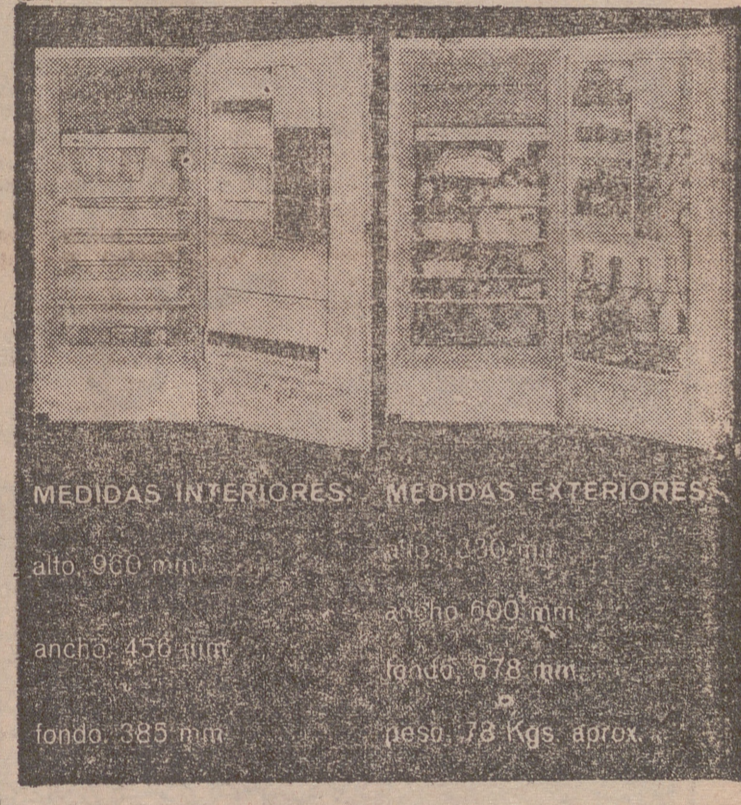 MEDIDAS INTERIORES:
alto, 960 mm.
ancho, 456 mm
fondo, 385 mm
MEDIDAS EXTERIORES:
ancho 600 mm
fondo, 678 mm.
peso, 78 Kgs. aprox.